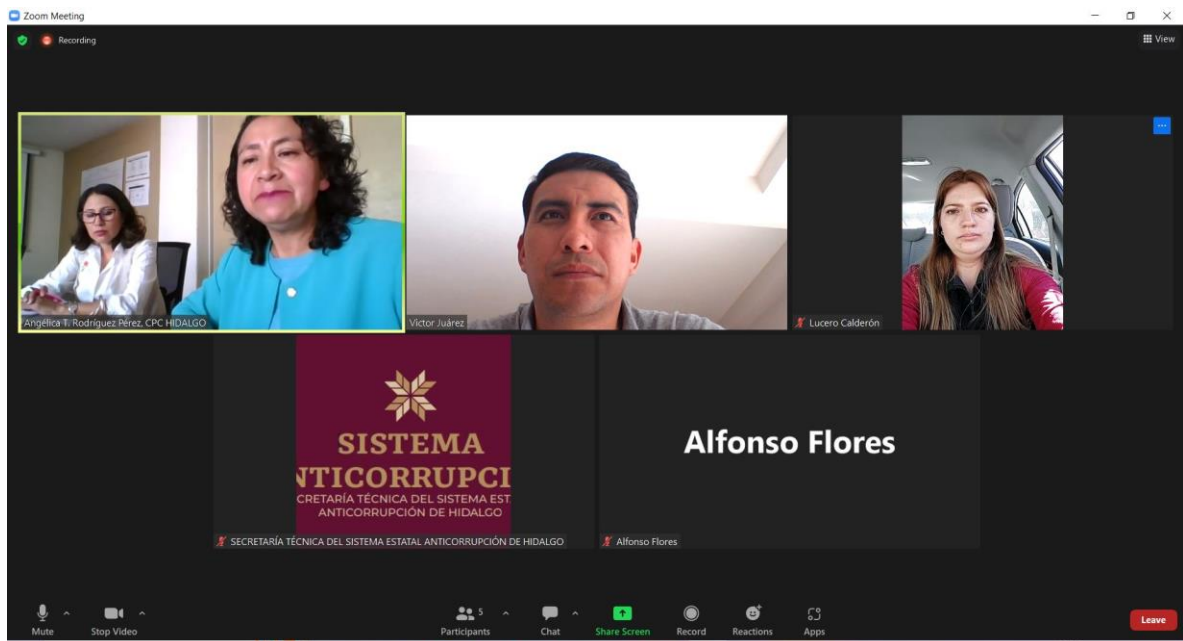 Zoom Meeting
Recording
View
Angélica T. Rodríguez Pérez, CPC HIDALGO
Víctor Juárez
Lucero Calderón
SISTEMA
NTICORRUPCI
CRETARÍA TÉCNICA DEL SISTEMA EST
ANTICORRUPCIÓN DE HIDALGO
SECRETARÍA TÉCNICA DEL SISTEMA ESTATAL ANTICORRUPCIÓN DE HIDALGO
Alfonso Flores
Alfonso Flores
Mute
Stop Video
5
Participants
Chat
Share Screen
Record
Reactions
Apps
Leave